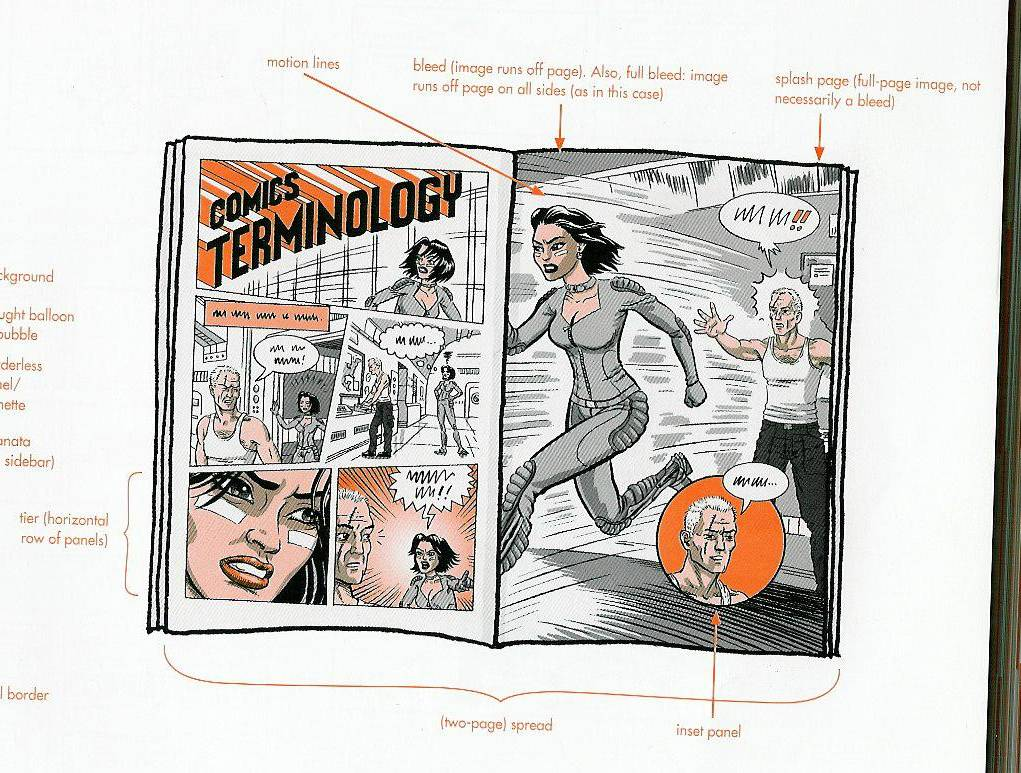 motion lines
bleed (image runs off page). Also, full bleed: image
runs off page on all sides (as in this case)
splash page (full-page image, not
necessarily a bleed)
COMICS
TERMINOLOGY
!!
!
...
!!
...
ckground
ught balloon
bubble
derless
el/
nette
anata
sidebar)
tier (horizontal
row of panels)
l border
(two-page) spread
inset panel